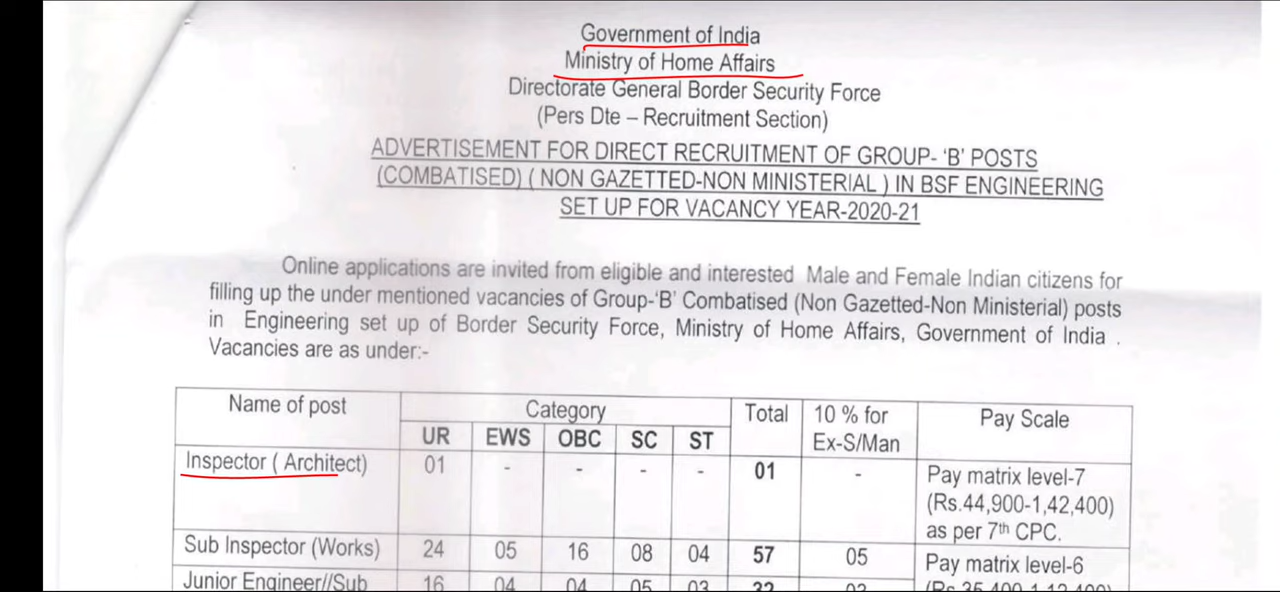 Government of India
Ministry of Home Affairs
Directorate General Border Security Force
(Pers Dte – Recruitment Section)
ADVERTISEMENT FOR DIRECT RECRUITMENT OF GROUP- ‘B’ POSTS
(COMBATISED) ( NON GAZETTED-NON MINISTERIAL ) IN BSF ENGINEERING
SET UP FOR VACANCY YEAR-2020-21
Online applications are invited from eligible and interested Male and Female Indian citizens for
filling up the under mentioned vacancies of Group-‘B’ Combatised (Non Gazetted-Non Ministerial) posts
in Engineering set up of Border Security Force, Ministry of Home Affairs, Government of India .
Vacancies are as under:-
Name of post Category Total 10 % for Ex-S/Man Pay Scale
UR EWS OBC SC ST
Inspector ( Architect) 01 - - - - 01 - Pay matrix level-7
(Rs.44,900-1,42,400)
as per 7th CPC.
Sub Inspector (Works) 24 05 16 08 04 57 05 Pay matrix level-6
Junior Engineer//Sub 16 04 04 05 03